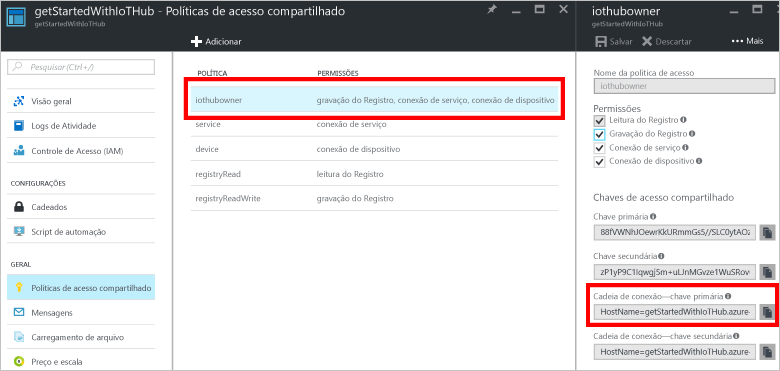 getStartedWithIoTHub - Políticas de acesso compartilhado
getStartedWithIoTHub
Adicionar
Pesquisar (Ctrl+/)
Visão geral
Logs de Atividade
Controle de Acesso (IAM)
CONFIGURAÇÕES
Cadeados
Script de automação
GERAL
Políticas de acesso compartilhado
Mensagens
Carregamento de arquivo
Preço e escala
POLÍTICA PERMISSÕES
iothubowner gravação do Registro, conexão de serviço, conexão de dispositivo
service conexão de serviço
device conexão de dispositivo
registryRead leitura do Registro
registryReadWrite gravação do Registro
iothubowner
getStartedWithIoTHub
Salvar Descartar Mais
Nome da política de acesso
iothubowner
Permissões
Leitura do Registro
Gravação do Registro
Conexão de serviço
Conexão de dispositivo
Chaves de acesso compartilhado
Chave primária
Chave secundária
Cadeia de conexão—chave primária
HostName=getStartedWithIoTHub.azure-
Cadeia de conexão—chave secundária
HostName=getStartedWithIoTHub.azure-